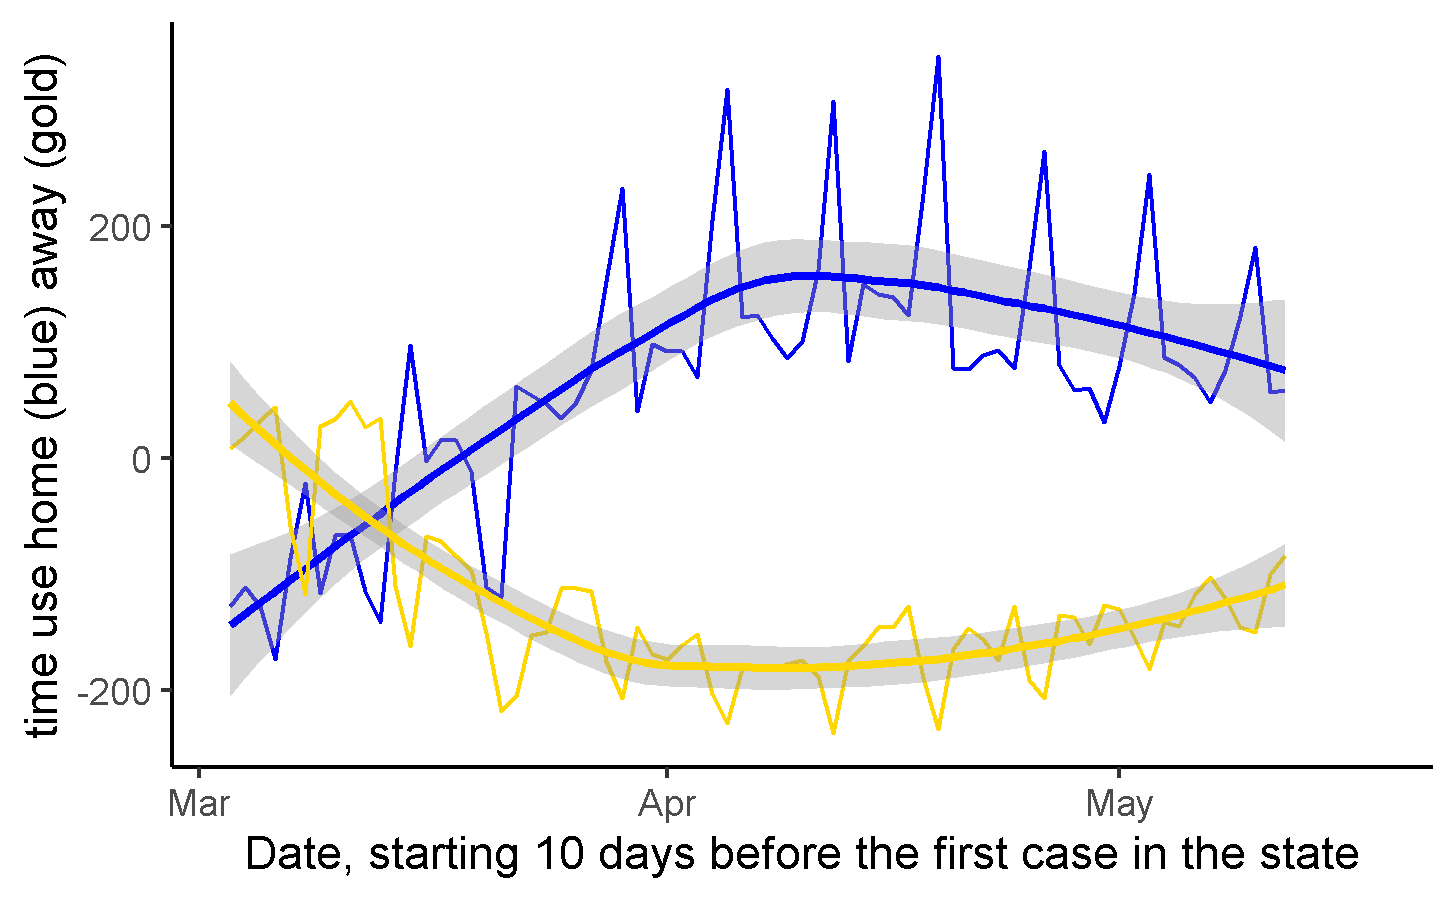 time use home (blue) away (gold)
200
0
-200
Mar
Apr
May
Date, starting 10 days before the first case in the state